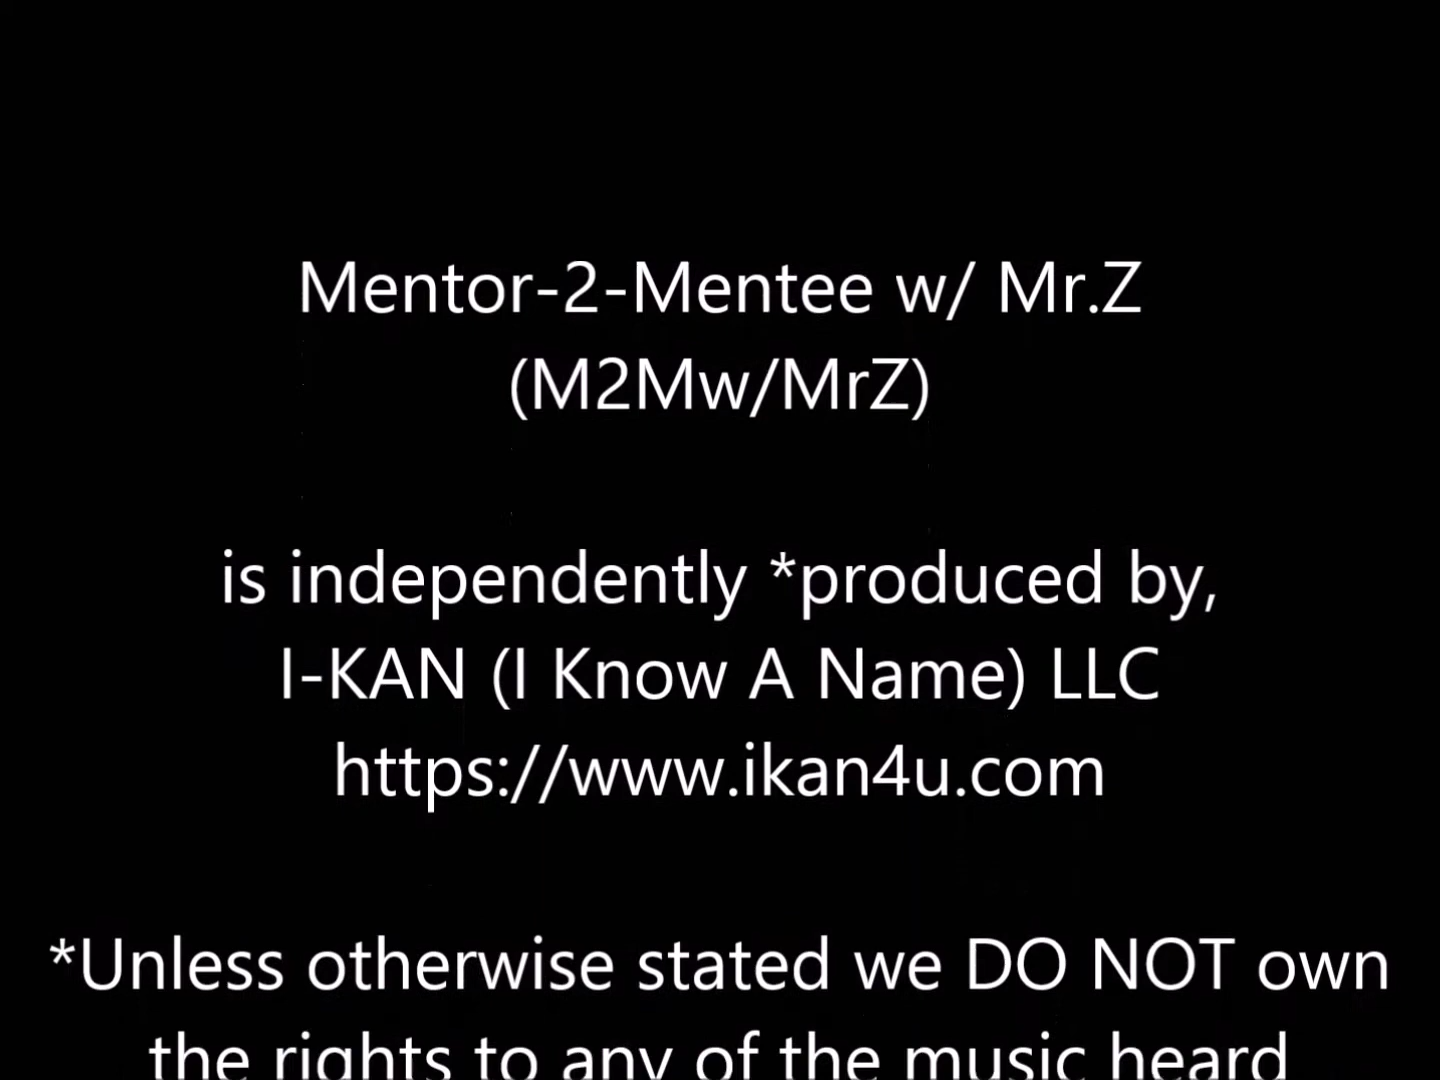 Mentor-2-Mentee w/ Mr.Z
(M2Mw/MrZ)
is independently *produced by,
I-KAN (I Know A Name) LLC
https://www.ikan4u.com
*Unless otherwise stated we DO NOT own
the rights to any of the music heard